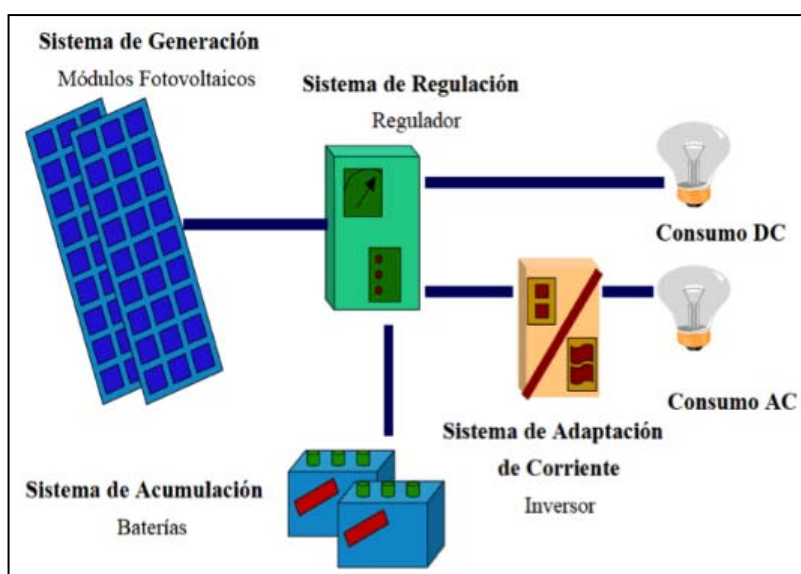 Sistema de Generación
Módulos Fotovoltaicos
Sistema de Regulación
Regulador
Consumo DC
Consumo AC
Sistema de Adaptación
de Corriente
Inversor
Sistema de Acumulación
Baterías